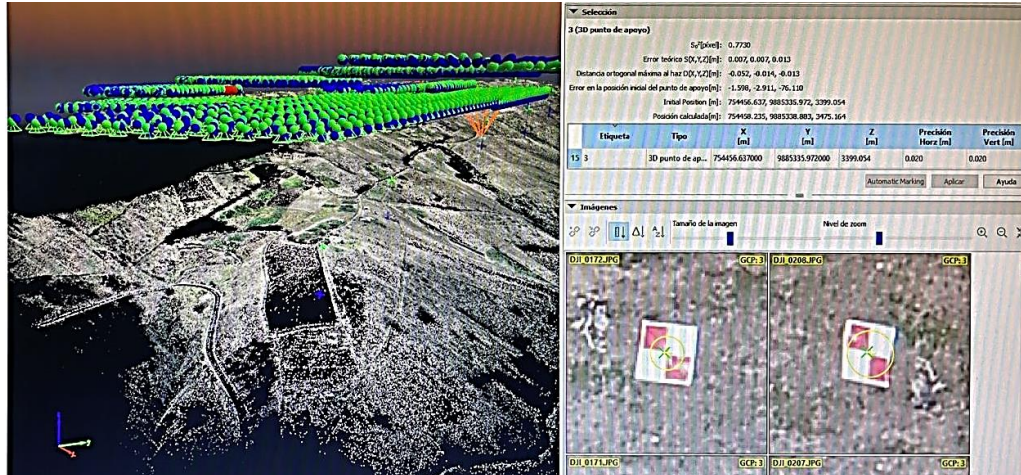 Selección
3 (3D punto de apoyo)
S₀²[píxel]: 0.7730
Error teórico S(X,Y,Z)[m]: 0.007, 0.007, 0.013
Distancia ortogonal máxima al haz D(X,Y,Z)[m]: -0.052, -0.014, -0.013
Error en la posición inicial del punto de apoyo[m]: -1.598, -2.911, -76.110
Initial Position [m]: 754456.637, 9885335.972, 3399.054
Posición calculada[m]: 754458.235, 9885338.883, 3475.164
Etiqueta Tipo X [m] Y [m] Z [m] Precisión Horz [m] Precisión Vert [m]
15 3 3D punto de ap... 754456.637000 9885335.972000 3399.054 0.020 0.020
Automatic Marking Aplicar Ayuda
Imágenes
Tamaño de la imagen Nivel de zoom
DJI_0172.JPG GCP: 3 DJI_0208.JPG GCP: 3
DJI_0171.JPG GCP: 3 DJI_0207.JPG GCP: 3